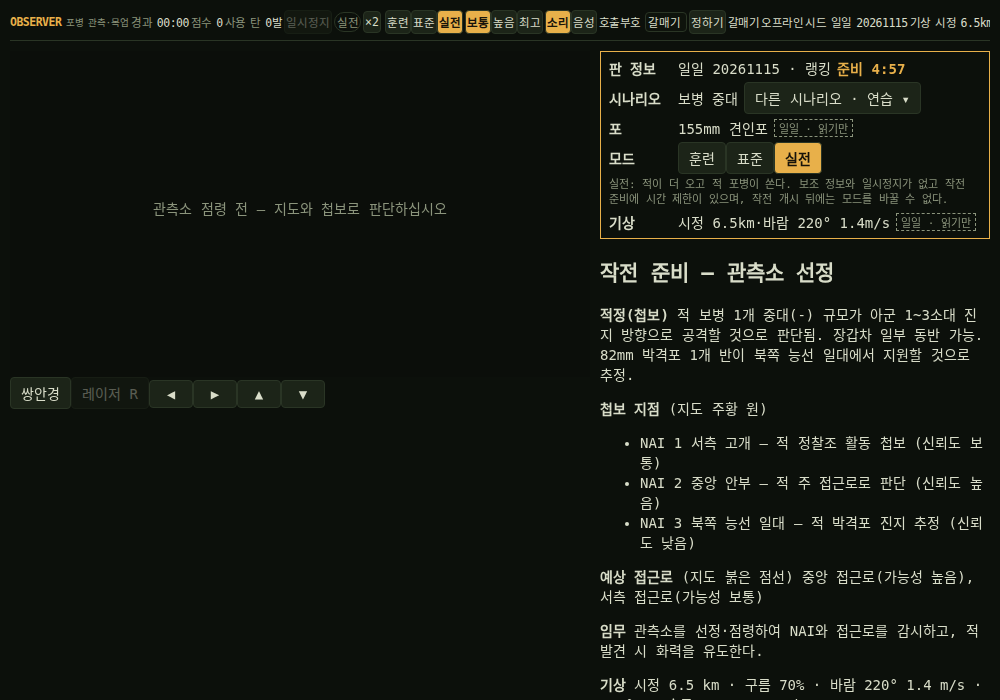 OBSERVER 포병 관측·목업 경과 00:00 점수 0 사용 탄 0발 일시정지 실전 ×2 훈련 표준 실전 보통 높음 최고 소리 음성 호출부호 갈매기 정하기 갈매기 오프라인 시드 일일 20261115 기상 시정 6.5km
관측소 점령 전 — 지도와 첩보로 판단하십시오
쌍안경 레이저 R ◀ ▶ ▲ ▼
판 정보 일일 20261115 · 랭킹 준비 4:57
시나리오 보병 중대 다른 시나리오 · 연습 ▾
포 155mm 견인포 일일 · 읽기만
모드 훈련 표준 실전
실전: 적이 더 오고 적 포병이 쏜다. 보조 정보와 일시정지가 없고 작전
준비에 시간 제한이 있으며, 작전 개시 뒤에는 모드를 바꿀 수 없다.
기상 시정 6.5km·바람 220° 1.4m/s 일일 · 읽기만
작전 준비 — 관측소 선정
적정(첩보) 적 보병 1개 중대(-) 규모가 아군 1~3소대 진
지 방향으로 공격할 것으로 판단됨. 장갑차 일부 동반 가능.
82mm 박격포 1개 반이 북쪽 능선 일대에서 지원할 것으로
추정.
첩보 지점 (지도 주황 원)
• NAI 1 서측 고개 — 적 정찰조 활동 첩보 (신뢰도 보
통)
• NAI 2 중앙 안부 — 적 주 접근로로 판단 (신뢰도 높
음)
• NAI 3 북쪽 능선 일대 — 적 박격포 진지 추정 (신뢰
도 낮음)
예상 접근로 (지도 붉은 점선) 중앙 접근로(가능성 높음),
서측 접근로(가능성 보통)
임무 관측소를 선정·점령하여 NAI와 접근로를 감시하고, 적
발견 시 화력을 유도한다.
기상 시정 6.5 km · 구름 70% · 바람 220° 1.4 m/s ·